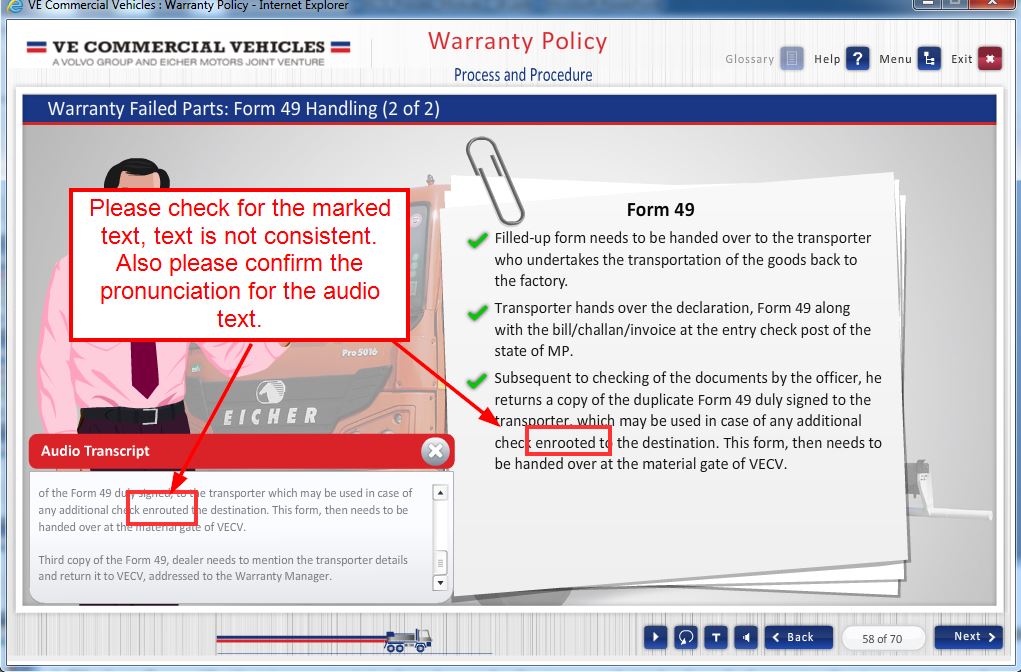 VE Commercial Vehicles : Warranty Policy - Internet Explorer
VE COMMERCIAL VEHICLES
A VOLVO GROUP AND EICHER MOTORS JOINT VENTURE
Warranty Policy
Process and Procedure
Glossary
Help ?
Menu
Exit
Warranty Failed Parts: Form 49 Handling (2 of 2)
Please check for the marked
text, text is not consistent.
Also please confirm the
pronunciation for the audio
text.
Pro 5016
EICHER
Form 49
Filled-up form needs to be handed over to the transporter
who undertakes the transportation of the goods back to
the factory.
Transporter hands over the declaration, Form 49 along
with the bill/challan/invoice at the entry check post of the
state of MP.
Subsequent to checking of the documents by the officer, he
returns a copy of the duplicate Form 49 duly signed to the
transporter, which may be used in case of any additional
check enrooted to the destination. This form, then needs to
be handed over at the material gate of VECV.
Audio Transcript
of the Form 49 duly signed, to the transporter which may be used in case of
any additional check enrouted the destination. This form, then needs to be
handed over at the material gate of VECV.
Third copy of the Form 49, dealer needs to mention the transporter details
and return it to VECV, addressed to the Warranty Manager.
T
Back
58 of 70
Next